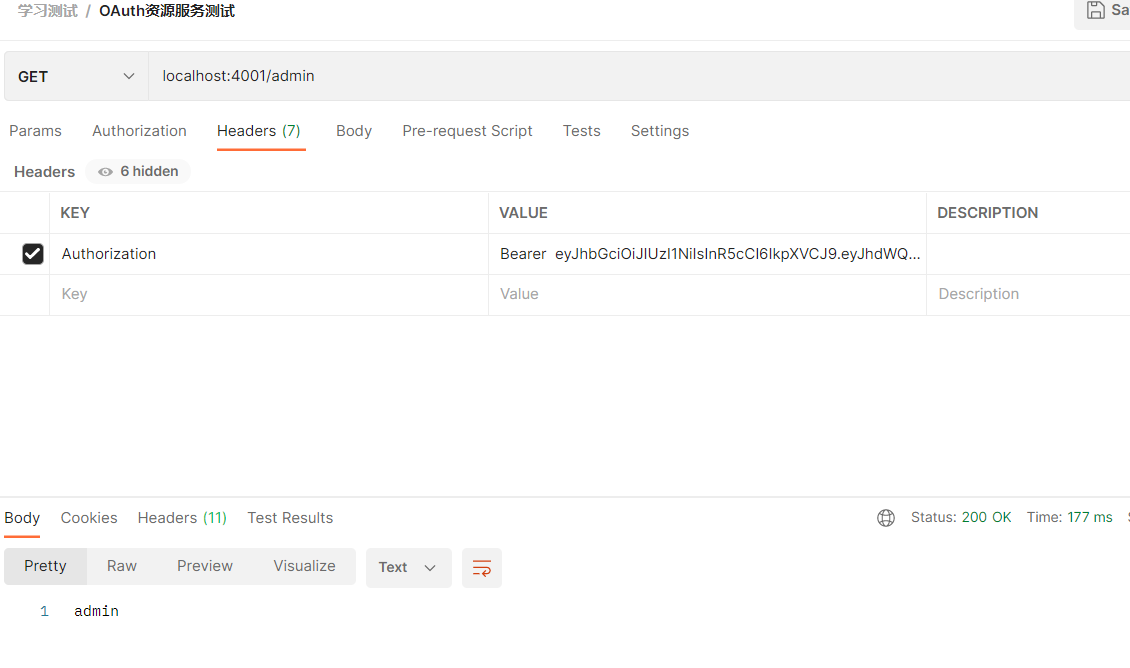 学习测试 / OAuth资源服务测试
Sa
GET localhost:4001/admin
Params Authorization Headers (7) Body Pre-request Script Tests Settings
Headers 6 hidden
KEY VALUE DESCRIPTION
Authorization Bearer eyJhbGciOiJIUzI1NiIsInR5cCI6IkpXVCJ9.eyJhdWQ...
Key Value Description
Body Cookies Headers (11) Test Results Status: 200 OK Time: 177 ms
Pretty Raw Preview Visualize Text
1 admin